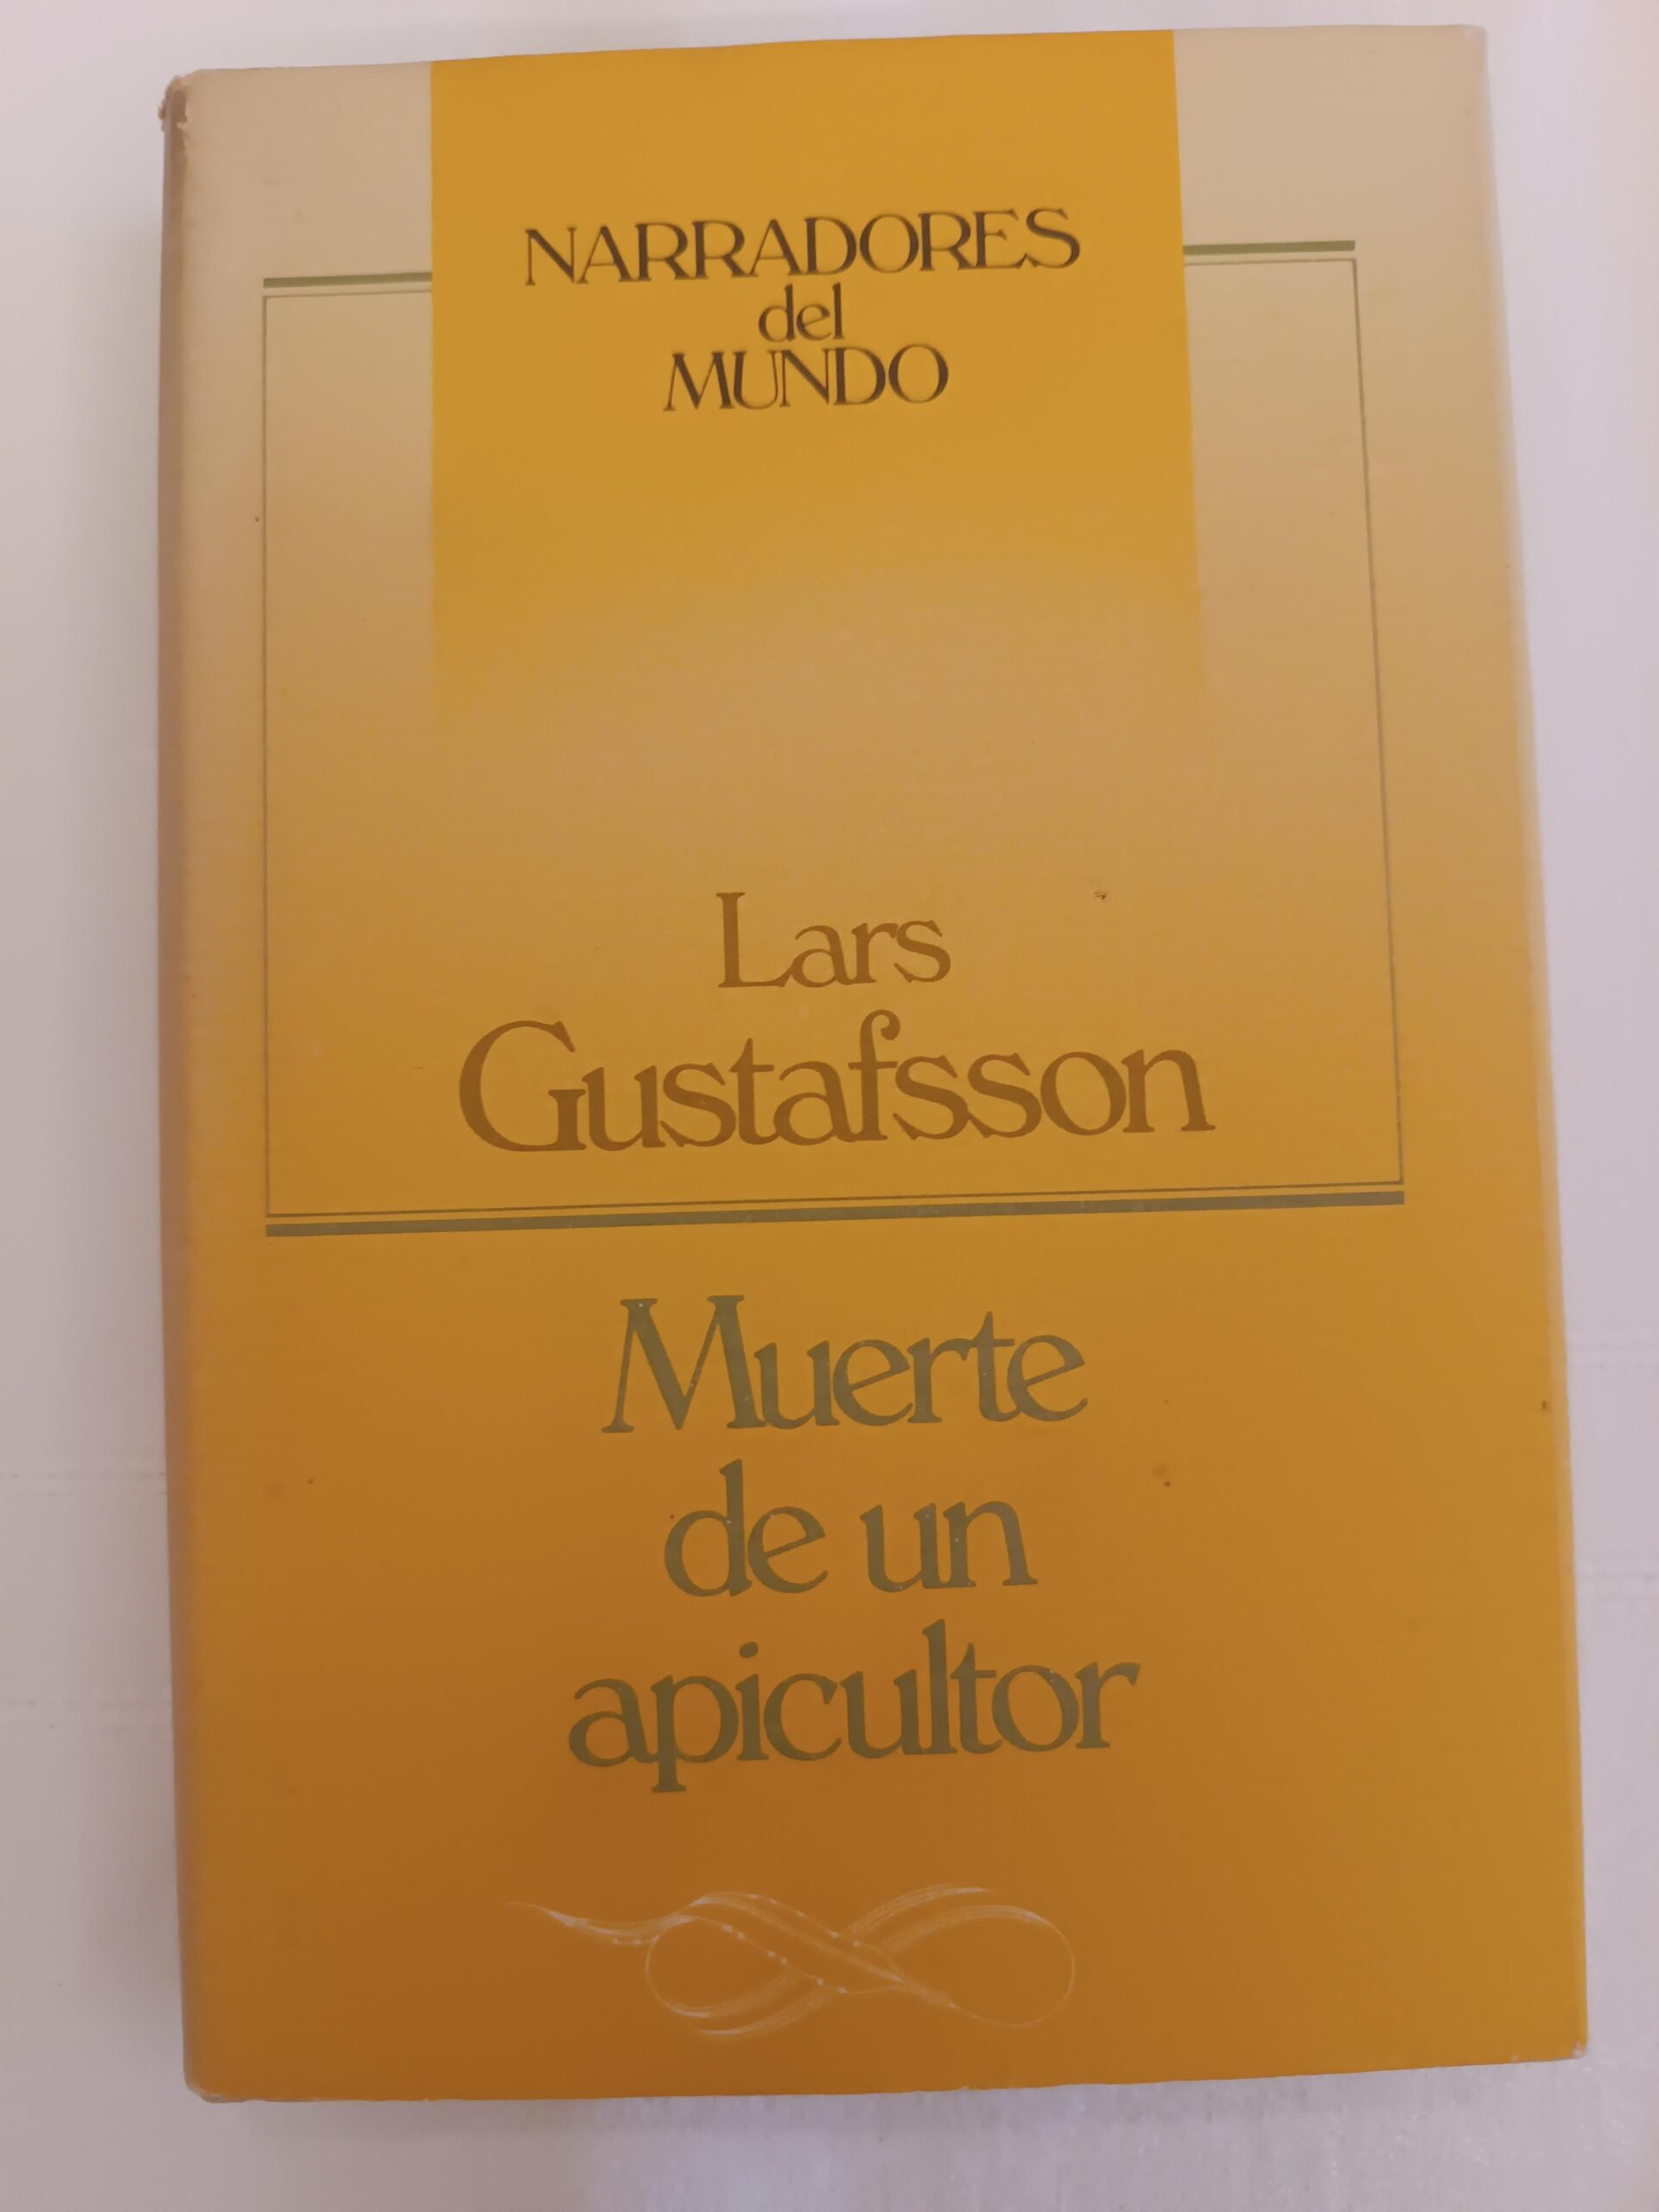 NARRADORES
del
MUNDO
Lars
Gustafsson
Muerte
de un
apicultor